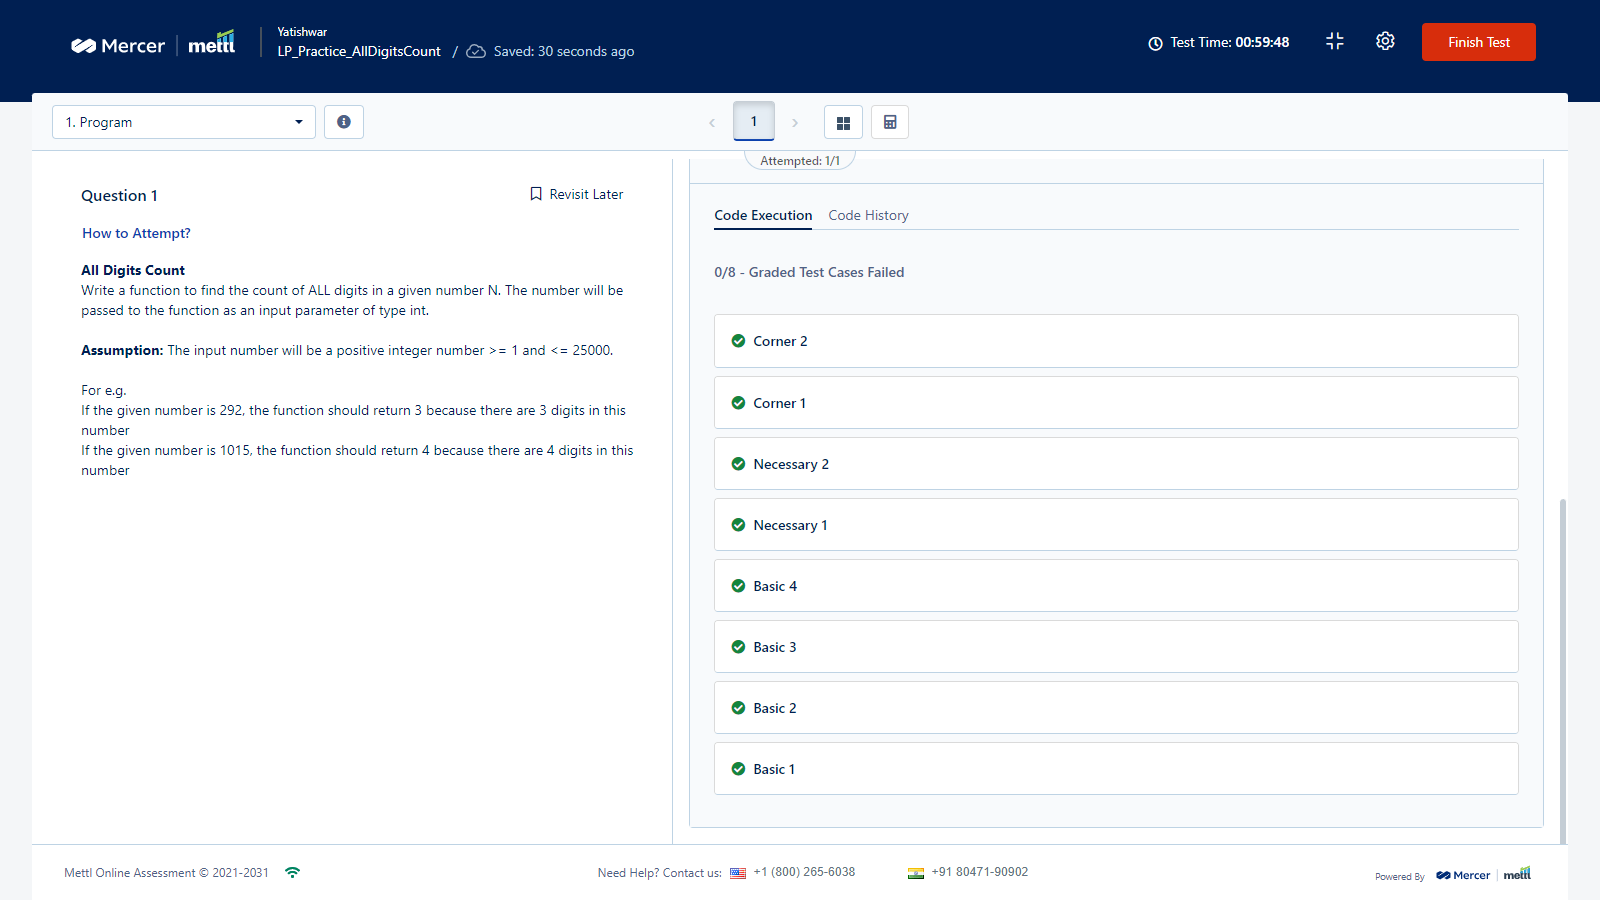 Mercer | mettl
Yatishwar
LP_Practice_AllDigitsCount / Saved: 30 seconds ago
Test Time: 00:59:48
Finish Test
1. Program
1
Attempted: 1/1
Question 1
Revisit Later
How to Attempt?
All Digits Count
Write a function to find the count of ALL digits in a given number N. The number will be
passed to the function as an input parameter of type int.
Assumption: The input number will be a positive integer number >= 1 and <= 25000.
For e.g.
If the given number is 292, the function should return 3 because there are 3 digits in this
number
If the given number is 1015, the function should return 4 because there are 4 digits in this
number
Code Execution
Code History
0/8 - Graded Test Cases Failed
Corner 2
Corner 1
Necessary 2
Necessary 1
Basic 4
Basic 3
Basic 2
Basic 1
Mettl Online Assessment © 2021-2031
Need Help? Contact us: +1 (800) 265-6038
+91 80471-90902
Powered By Mercer | mettl